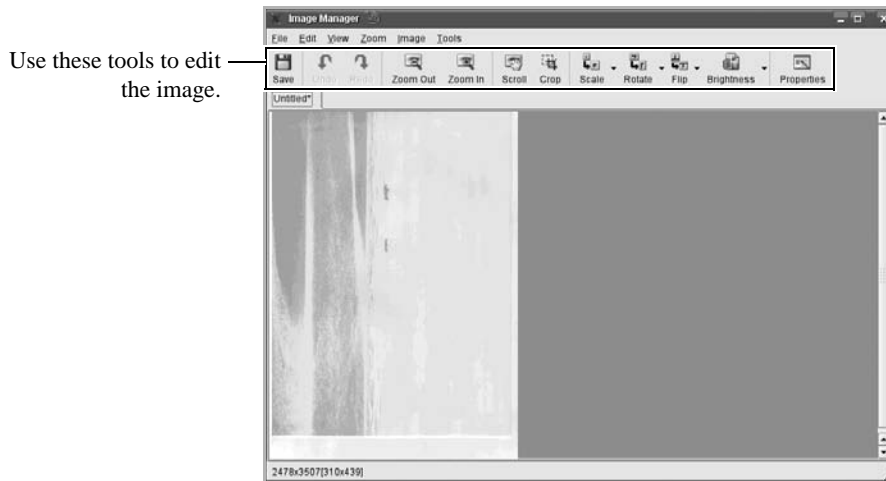 Image Manager
File Edit View Zoom Image Tools
Use these tools to edit
the image.
Save Undo Redo Zoom Out Zoom In Scroll Crop Scale Rotate Flip Brightness Properties
Untitled*
2478x3507[310x439]